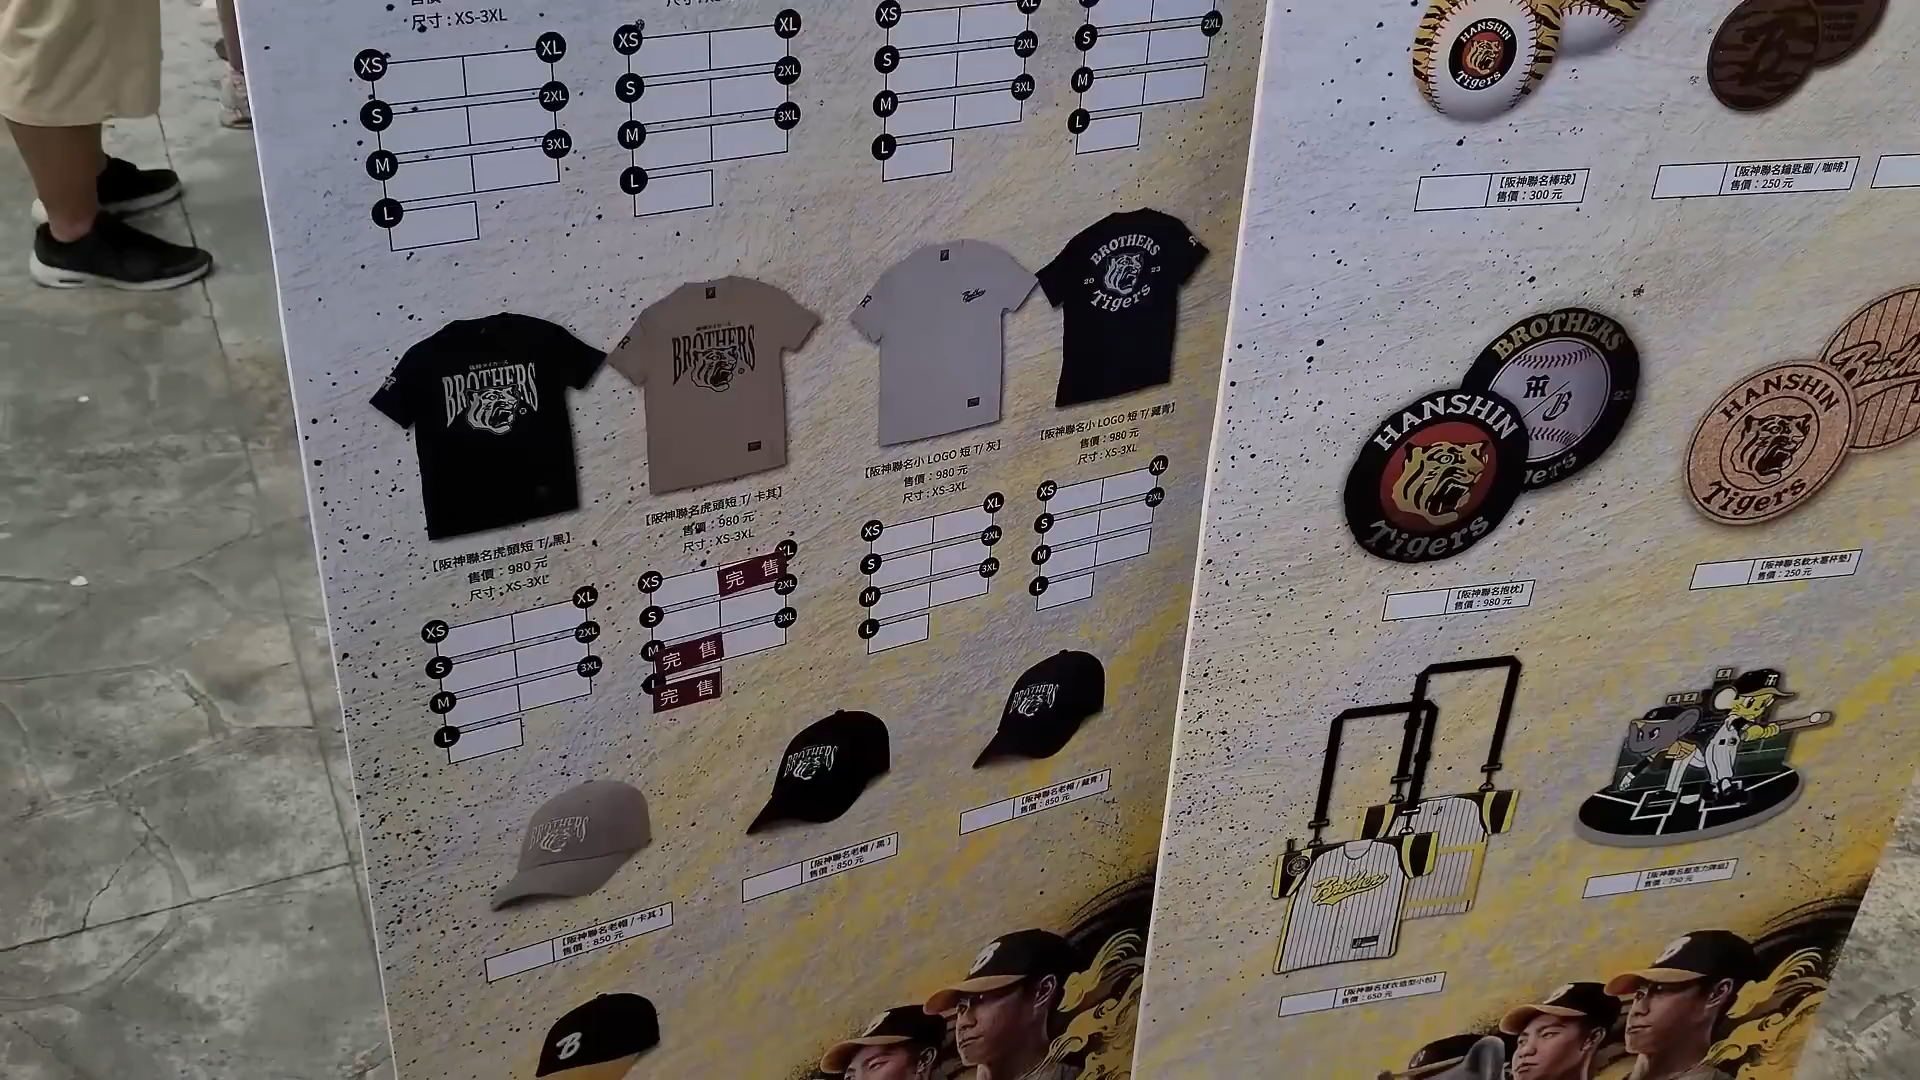 尺寸 : XS-3XL
XS XL
S 2XL
M 3XL
L
XS XL
S 2XL
M 3XL
L
XS XL
S 2XL
M 3XL
L
S 2XL
M
L
BROTHERS
BROTHERS
Brothers
BROTHERS
20 23
Tigers
【阪神聯名虎頭短 T/ 黑】
售價 : 980 元
尺寸 : XS-3XL
XS XL
S 2XL
M 3XL
L
【阪神聯名虎頭短 T/ 卡其】
售價 : 980 元
尺寸 : XS-3XL
XS 完 售 XL
S 2XL
M 完 售 3XL
完 售
【阪神聯名小 LOGO 短 T/ 灰】
售價 : 980 元
尺寸 : XS-3XL
XS XL
S 2XL
M 3XL
L
【阪神聯名小 LOGO 短 T/ 藏青】
售價 : 980 元
尺寸 : XS-3XL
XS XL
S 2XL
M
L
BROTHERS
【阪神聯名老帽 / 卡其 】
售價 : 850 元
BROTHERS
【阪神聯名老帽 / 黑 】
售價 : 850 元
BROTHERS
【阪神聯名老帽 / 藏青 】
售價 : 850 元
B
HANSHIN
Tigers
【阪神聯名棒球】
售價 : 300 元
B
【阪神聯名鑰匙圈 / 咖啡】
售價 : 250 元
HANSHIN
Tigers
BROTHERS
【阪神聯名抱枕】
售價 : 980 元
HANSHIN
Tigers
【阪神聯名軟木塞杯墊】
售價 : 250 元
Brothers
【阪神聯名球衣造型小包】
售價 : 650 元
【阪神聯名壓克力牌組】
售價 : 750 元